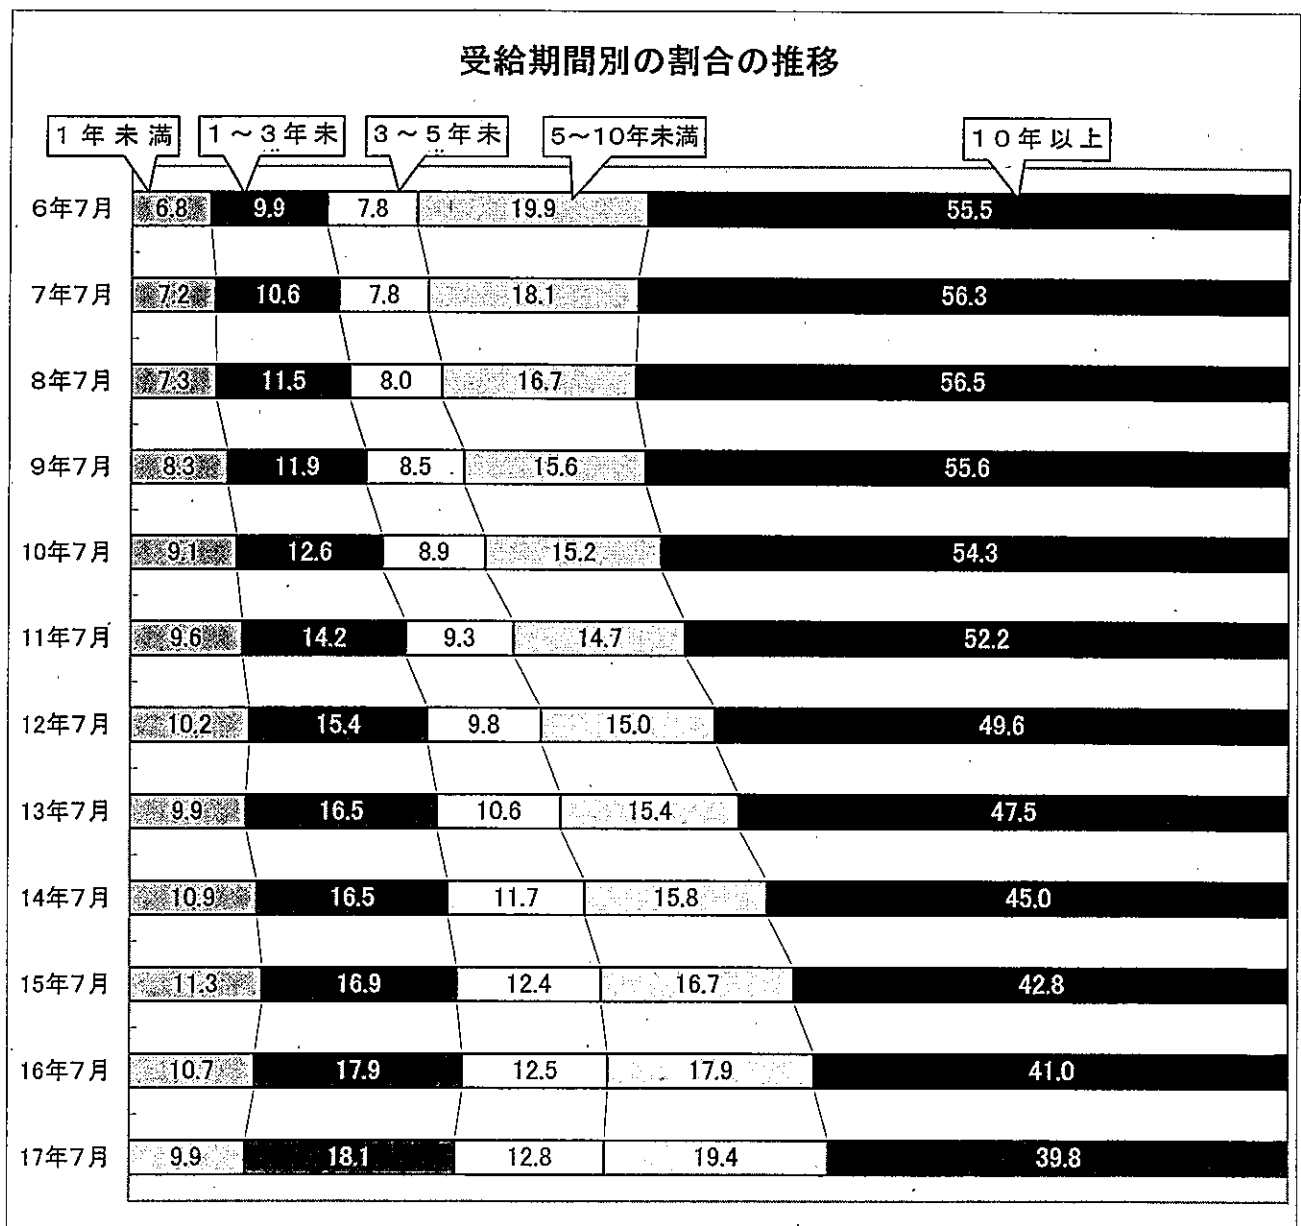 受給期間別の割合の推移
1年未満 1～3年未 3～5年未 5～10年未満 10年以上
6年7月 6.8 9.9 7.8 19.9 55.5
7年7月 7.2 10.6 7.8 18.1 56.3
8年7月 7.3 11.5 8.0 16.7 56.5
9年7月 8.3 11.9 8.5 15.6 55.6
10年7月 9.1 12.6 8.9 15.2 54.3
11年7月 9.6 14.2 9.3 14.7 52.2
12年7月 10.2 15.4 9.8 15.0 49.6
13年7月 9.9 16.5 10.6 15.4 47.5
14年7月 10.9 16.5 11.7 15.8 45.0
15年7月 11.3 16.9 12.4 16.7 42.8
16年7月 10.7 17.9 12.5 17.9 41.0
17年7月 9.9 18.1 12.8 19.4 39.8